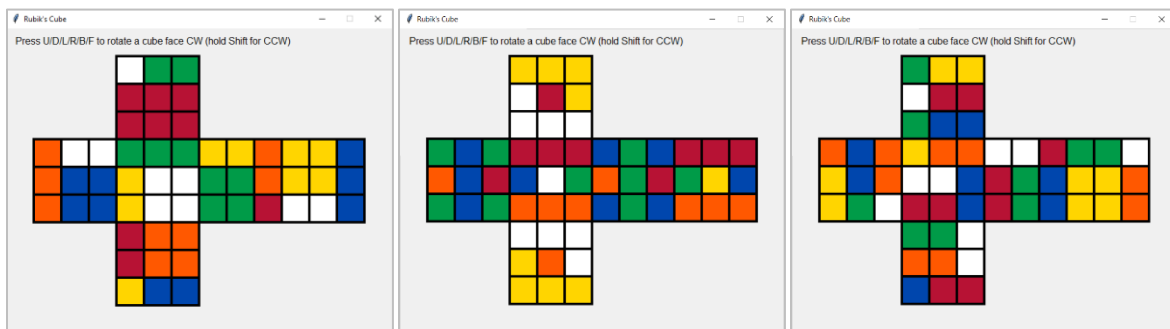 Rubik's Cube
Press U/D/L/R/B/F to rotate a cube face CW (hold Shift for CCW)
Rubik's Cube
Press U/D/L/R/B/F to rotate a cube face CW (hold Shift for CCW)
Rubik's Cube
Press U/D/L/R/B/F to rotate a cube face CW (hold Shift for CCW)